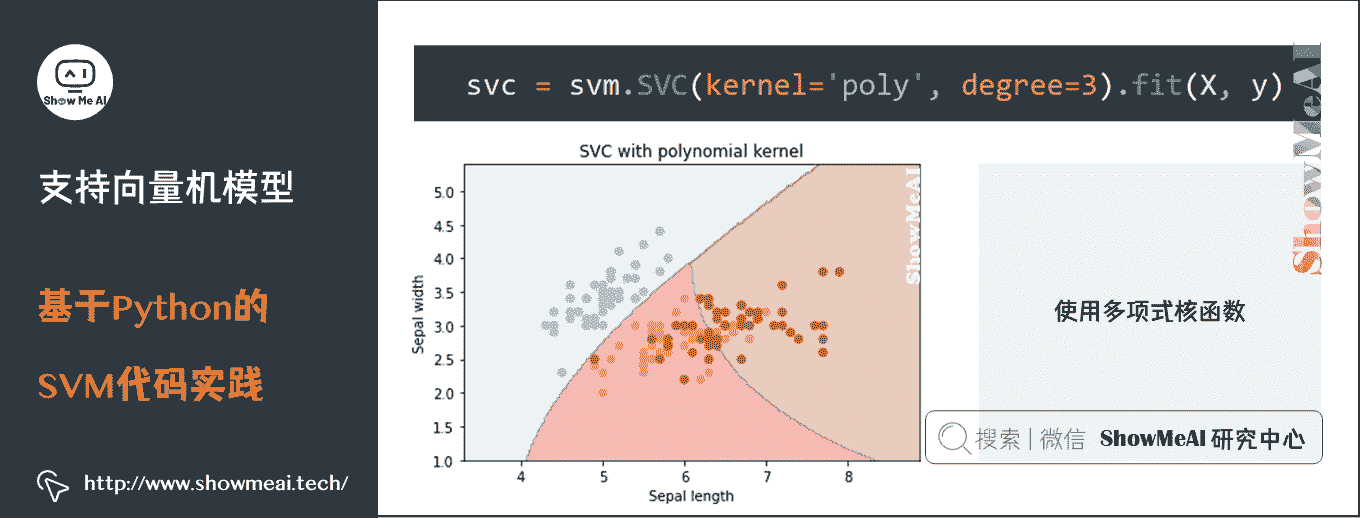 Show Me AI
支持向量机模型
基于Python的
SVM代码实践
http://www.showmeai.tech/
svc = svm.SVC(kernel='poly', degree=3).fit(X, y)
ShowMeAI
SVC with polynomial kernel
ShowMeAI
Sepal width
5.0
4.5
4.0
3.5
3.0
2.5
2.0
1.5
1.0
4 5 6 7 8
Sepal length
使用多项式核函数
搜索 | 微信 ShowMeAI 研究中心